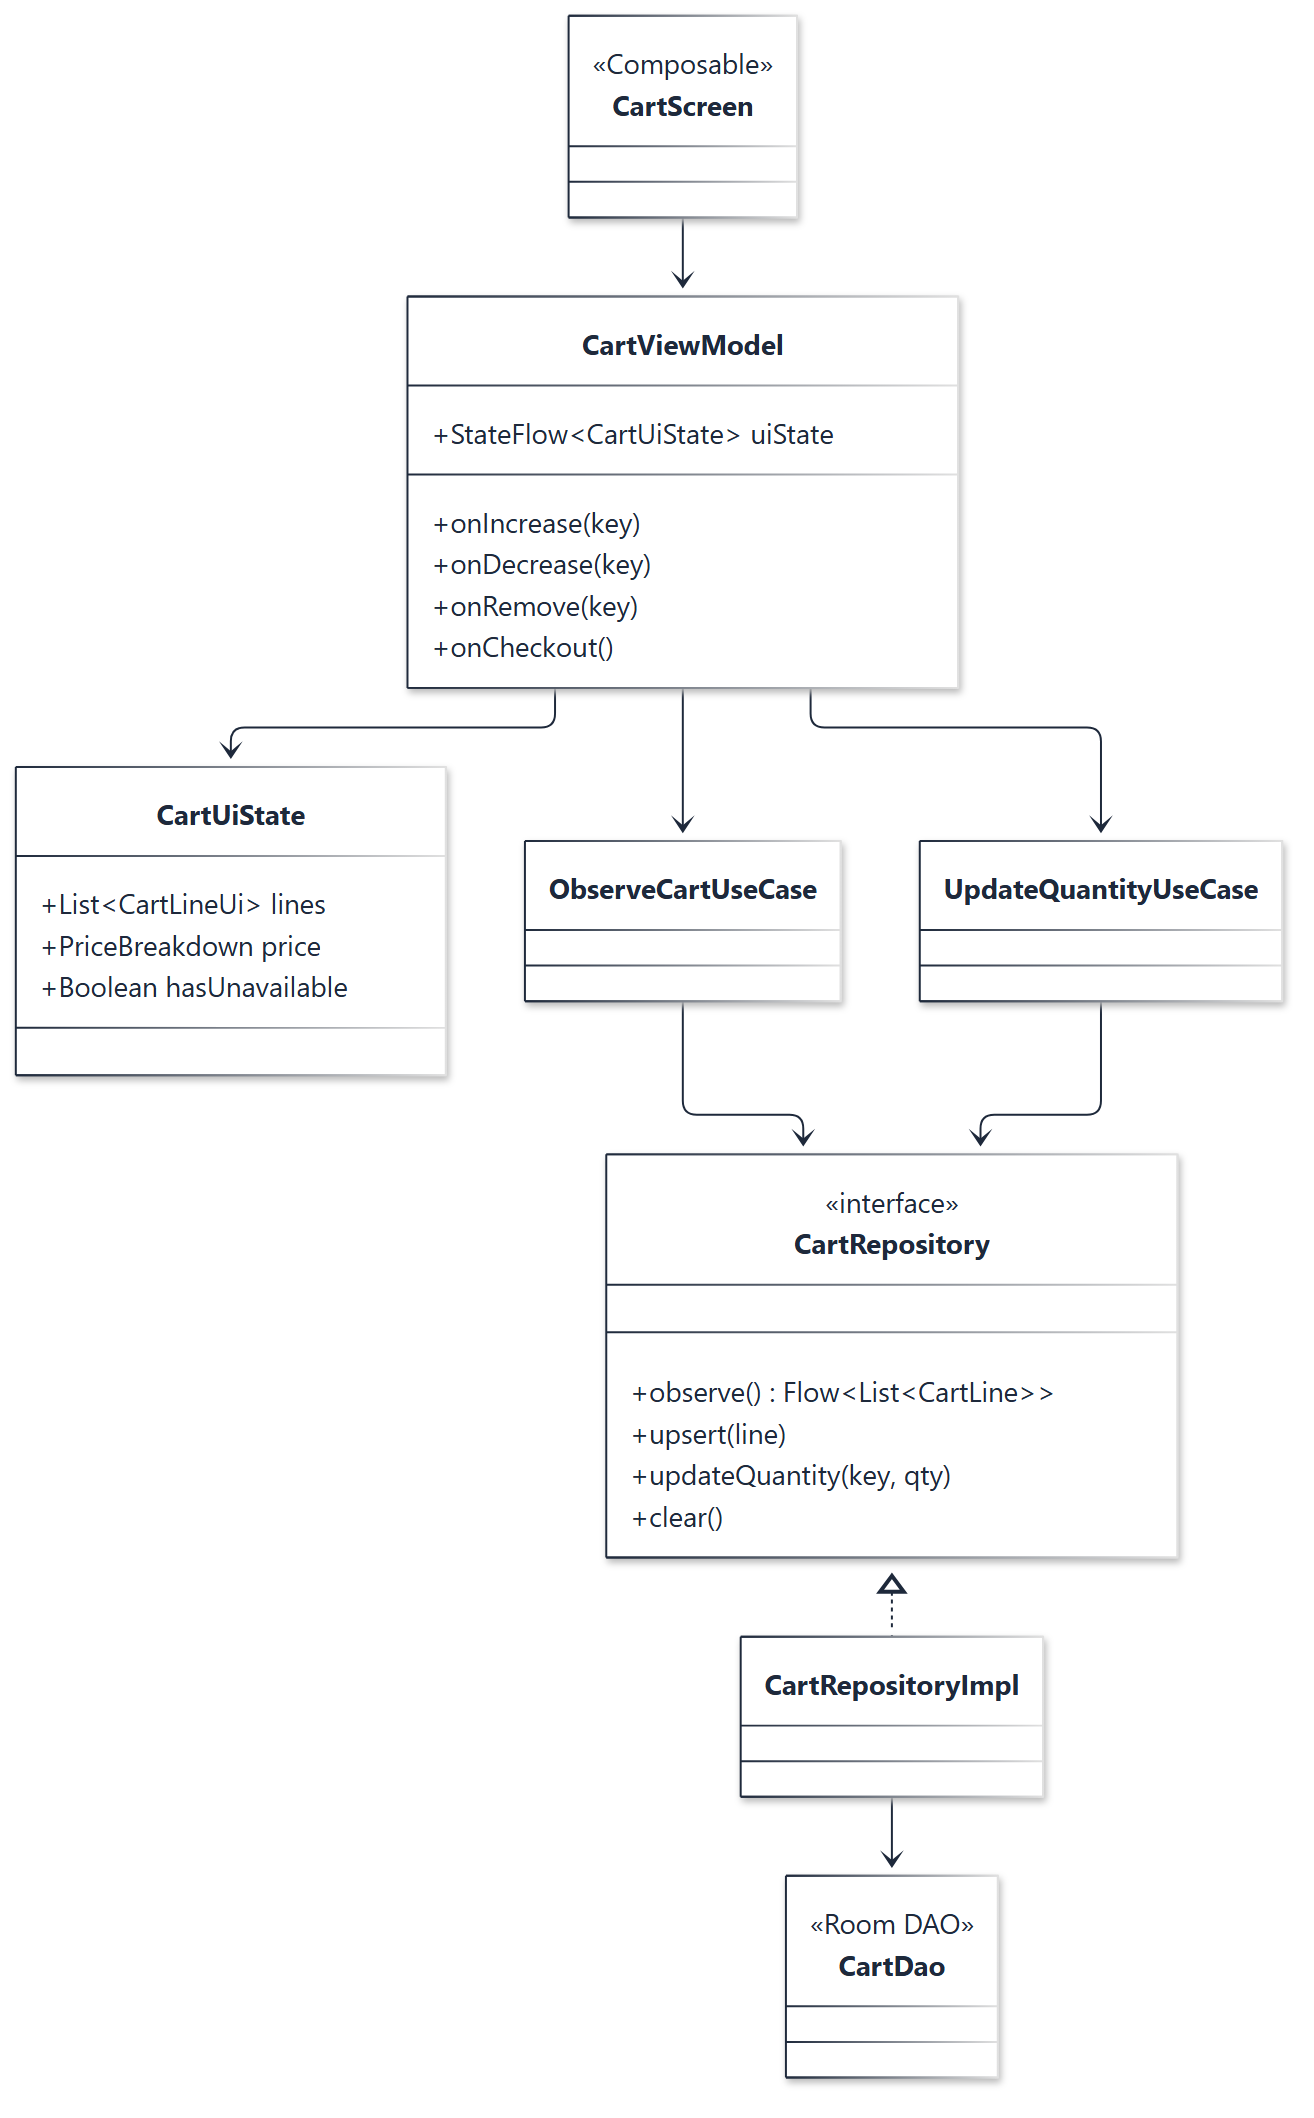 «Composable»
CartScreen
CartViewModel
+StateFlow<CartUiState> uiState
+onIncrease(key)
+onDecrease(key)
+onRemove(key)
+onCheckout()
CartUiState
+List<CartLineUi> lines
+PriceBreakdown price
+Boolean hasUnavailable
ObserveCartUseCase
UpdateQuantityUseCase
«interface»
CartRepository
+observe() : Flow<List<CartLine>>
+upsert(line)
+updateQuantity(key, qty)
+clear()
CartRepositoryImpl
«Room DAO»
CartDao